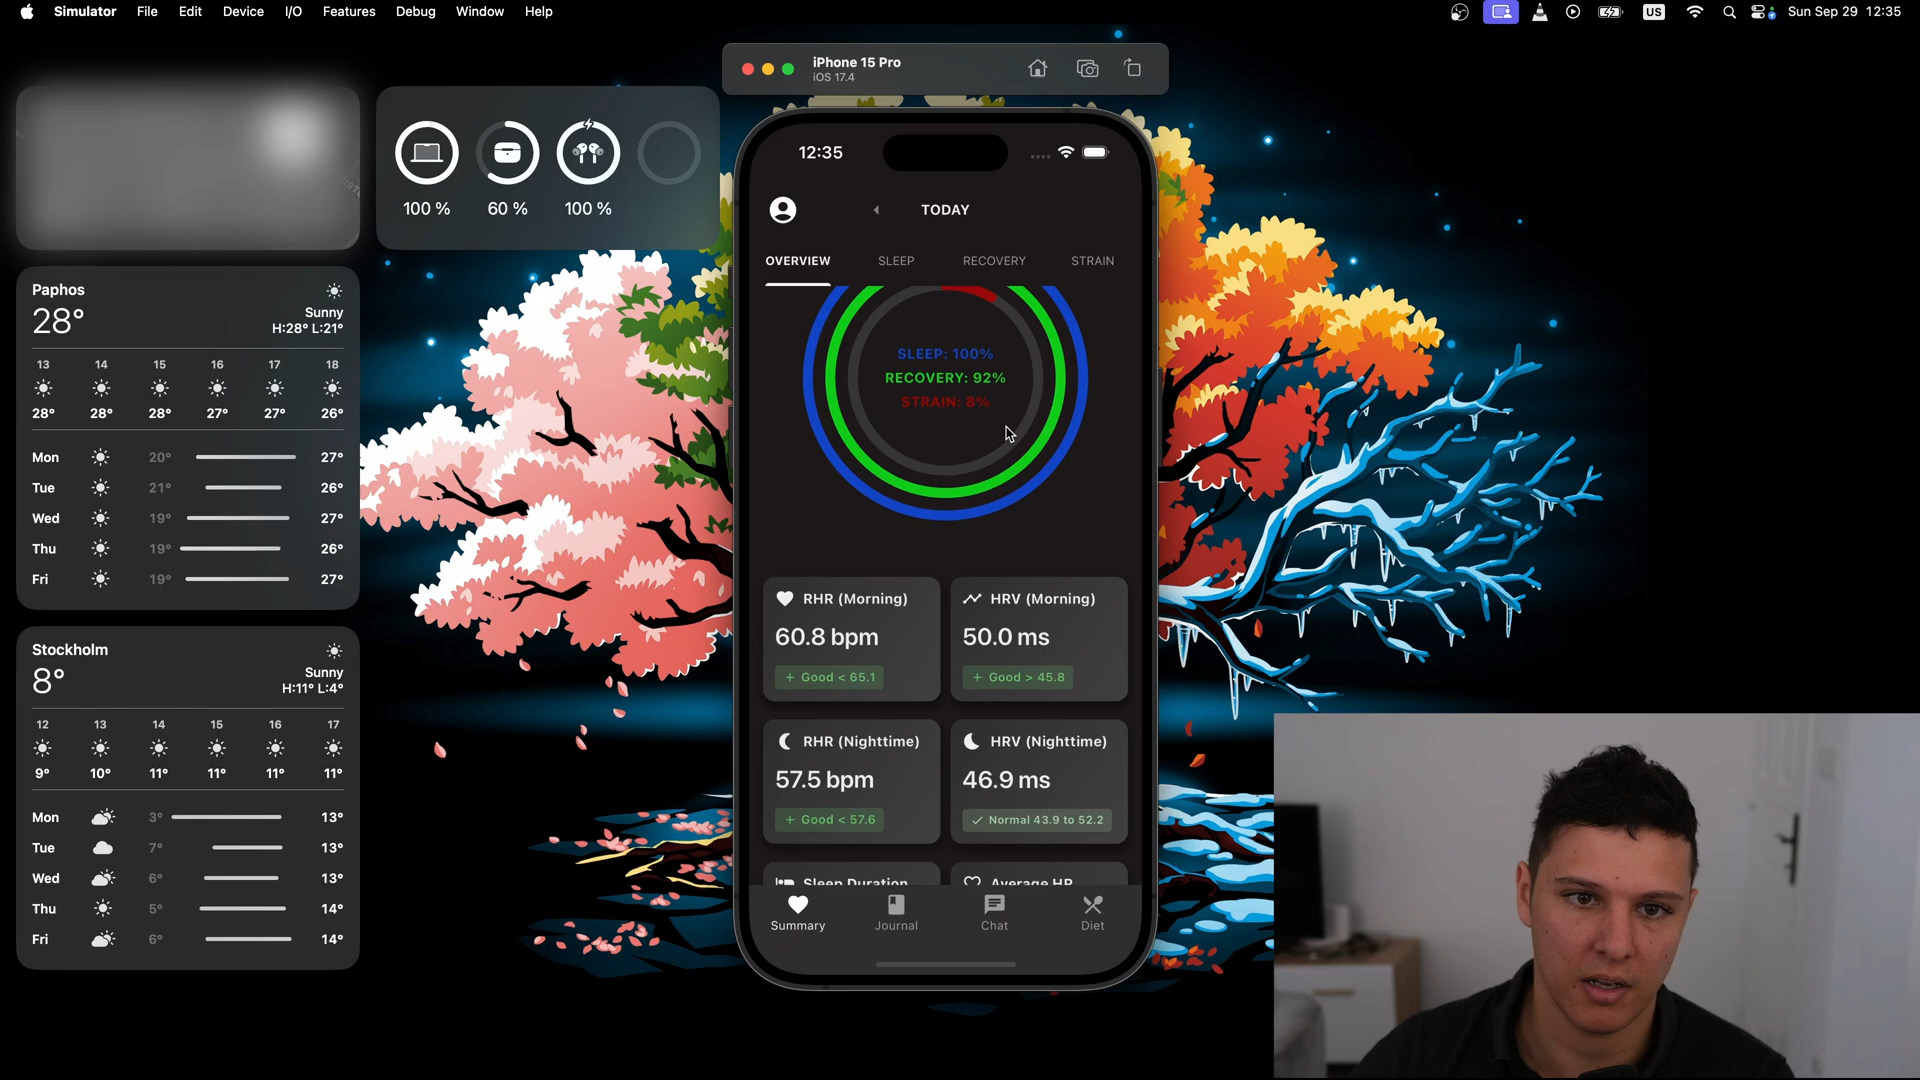 Simulator File Edit Device I/O Features Debug Window Help
US Sun Sep 29 12:35
iPhone 15 Pro
iOS 17.4
100 % 60 % 100 %
Paphos
28°
Sunny
H:28° L:21°
13 14 15 16 17 18
28° 28° 28° 27° 27° 26°
Mon 20° 27°
Tue 21° 26°
Wed 19° 27°
Thu 19° 26°
Fri 19° 27°
Stockholm
8°
Sunny
H:11° L:4°
12 13 14 15 16 17
9° 10° 11° 11° 11° 11°
Mon 3° 13°
Tue 7° 13°
Wed 6° 13°
Thu 5° 14°
Fri 6° 14°
12:35
TODAY
OVERVIEW SLEEP RECOVERY STRAIN
SLEEP: 100%
RECOVERY: 92%
STRAIN: 8%
RHR (Morning)
60.8 bpm
+ Good < 65.1
HRV (Morning)
50.0 ms
+ Good > 45.8
RHR (Nighttime)
57.5 bpm
+ Good < 57.6
HRV (Nighttime)
46.9 ms
Normal 43.9 to 52.2
Sleep Duration
Average HR
Summary Journal Chat Diet